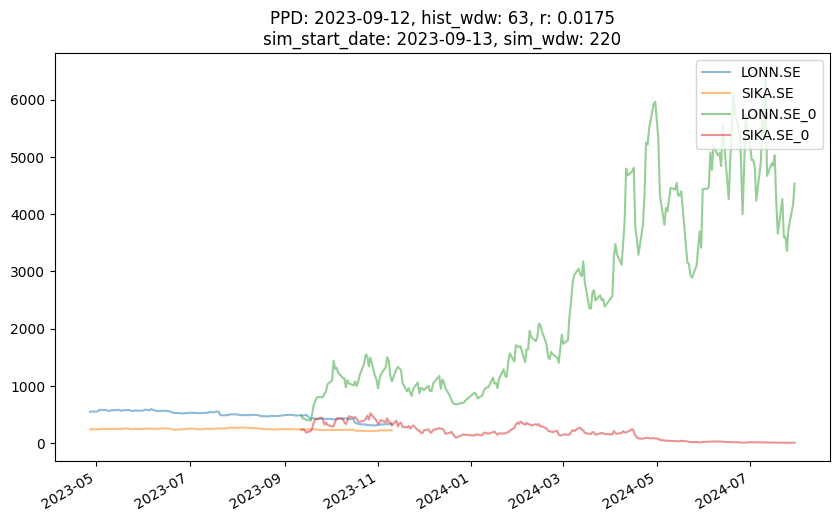 PPD: 2023-09-12, hist_wdw: 63, r: 0.0175
sim_start_date: 2023-09-13, sim_wdw: 220
LONN.SE
SIKA.SE
LONN.SE_0
SIKA.SE_0
6000
5000
4000
3000
2000
1000
0
2023-05
2023-07
2023-09
2023-11
2024-01
2024-03
2024-05
2024-07